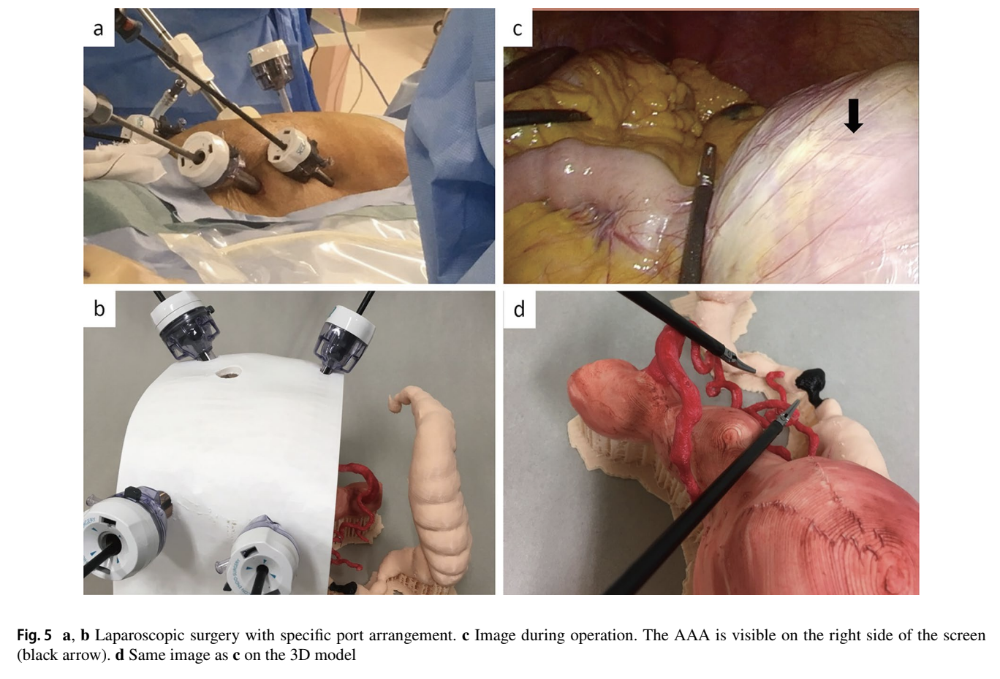 a
c
b
d
Fig. 5 a, b Laparoscopic surgery with specific port arrangement. c Image during operation. The AAA is visible on the right side of the screen
(black arrow). d Same image as c on the 3D model